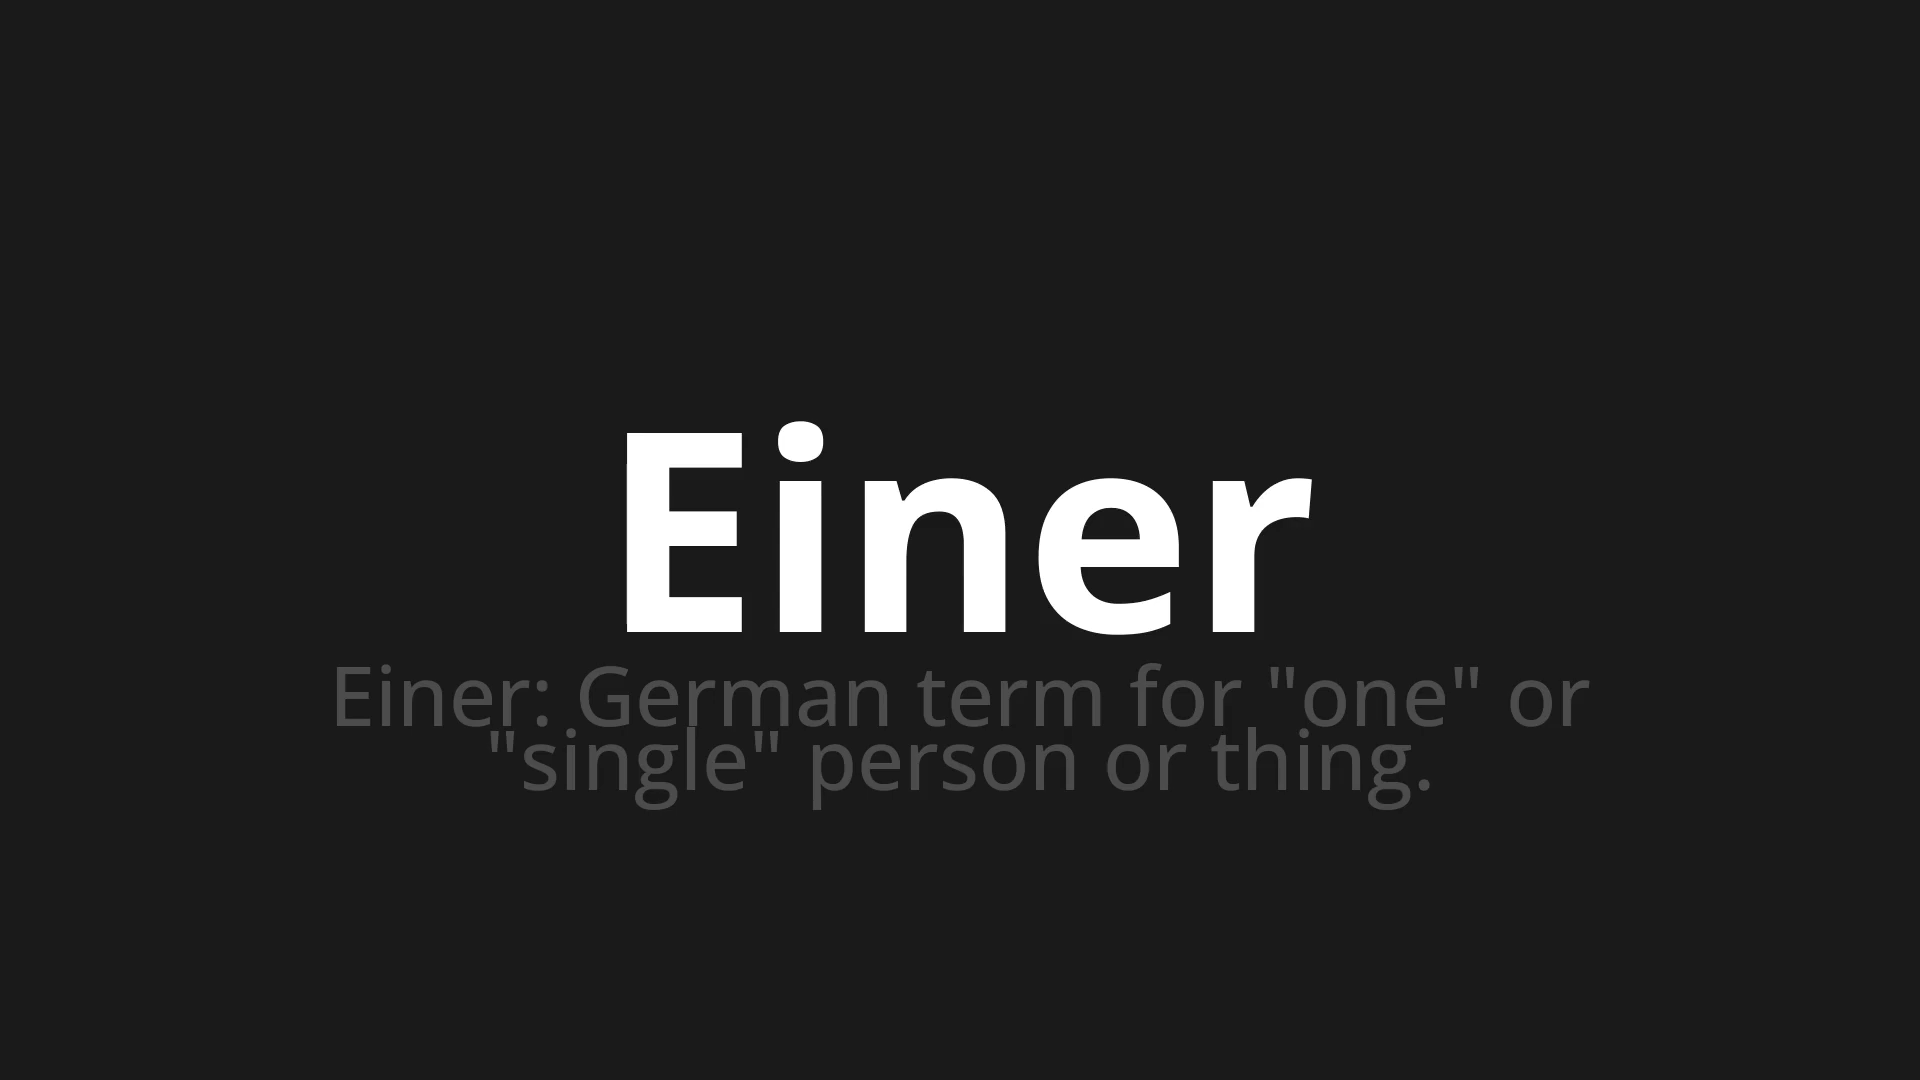 Einer
Einer: German term for "one" or
"single" person or thing.